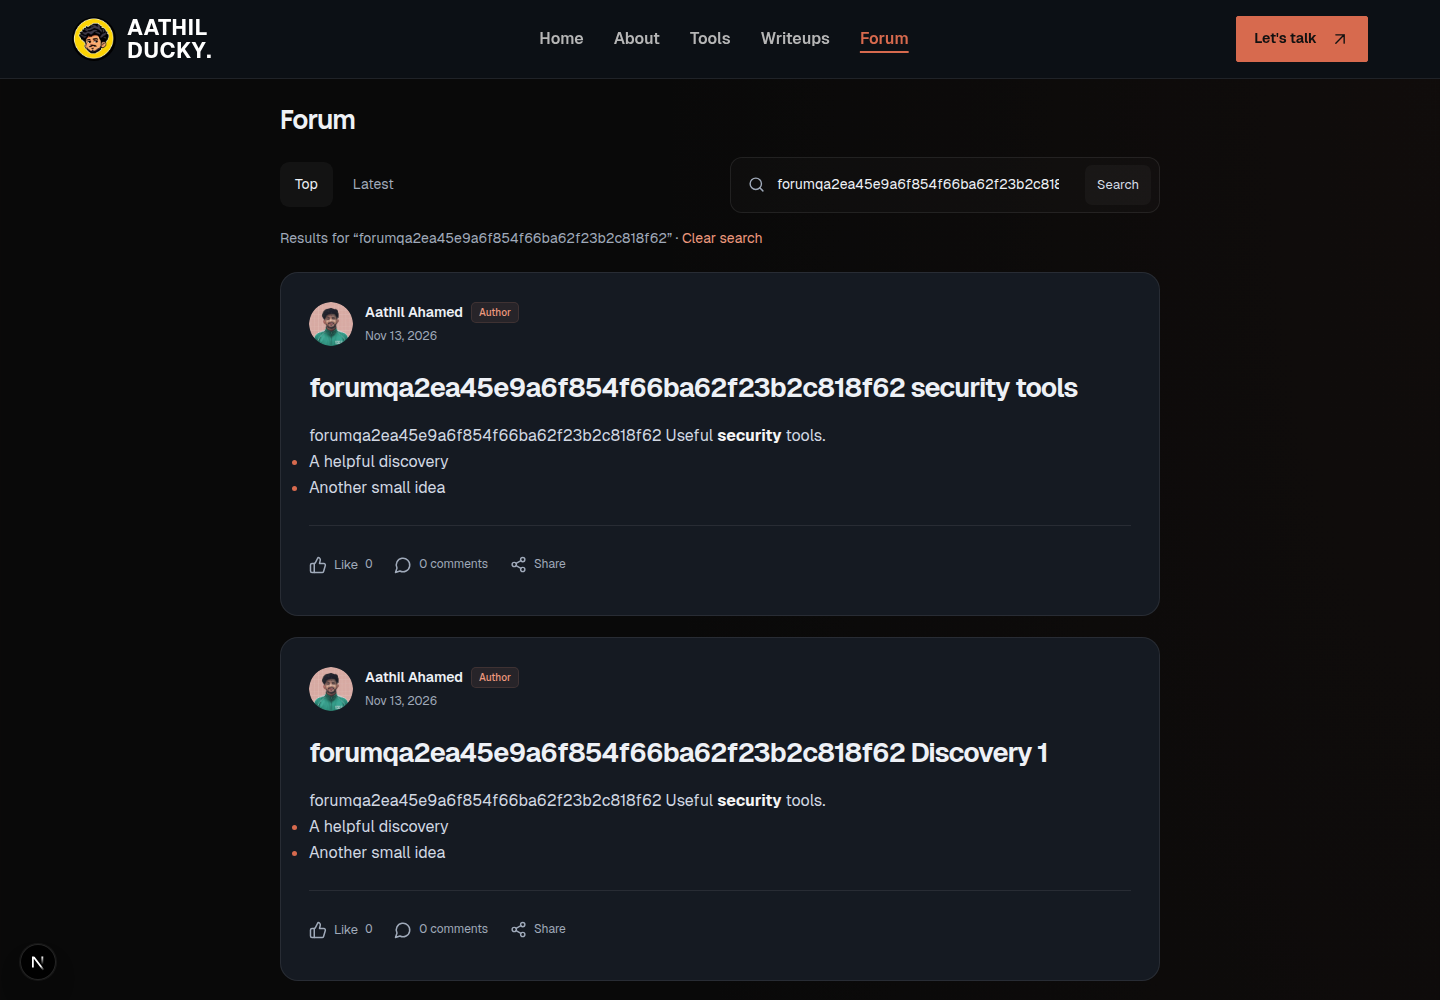 AATHIL
DUCKY.
Home About Tools Writeups Forum
Let's talk
Forum
Top Latest
forumqa2ea45e9a6f854f66ba62f23b2c818
Search
Results for “forumqa2ea45e9a6f854f66ba62f23b2c818f62” · Clear search
Aathil Ahamed Author
Nov 13, 2026
forumqa2ea45e9a6f854f66ba62f23b2c818f62 security tools
forumqa2ea45e9a6f854f66ba62f23b2c818f62 Useful security tools.
• A helpful discovery
• Another small idea
Like 0 0 comments Share
Aathil Ahamed Author
Nov 13, 2026
forumqa2ea45e9a6f854f66ba62f23b2c818f62 Discovery 1
forumqa2ea45e9a6f854f66ba62f23b2c818f62 Useful security tools.
• A helpful discovery
• Another small idea
Like 0 0 comments Share
N